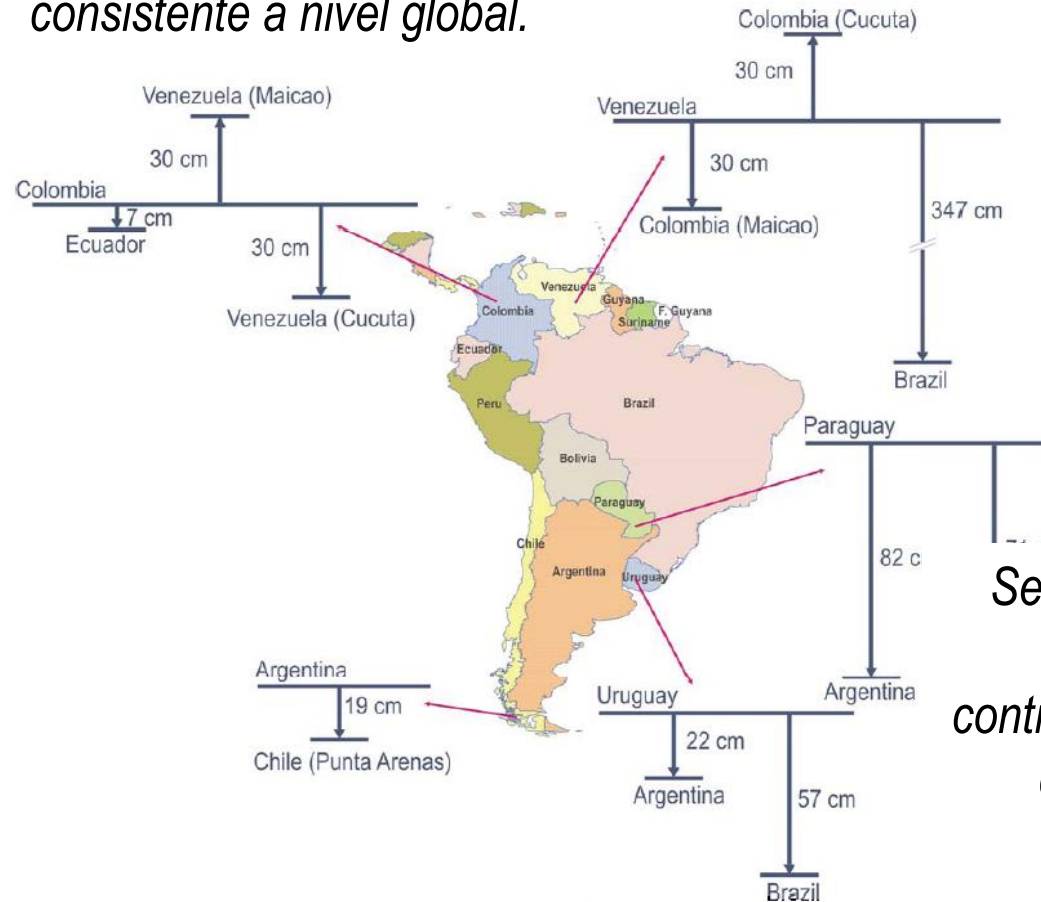 consistente a nivel global.
Colombia (Cucuta)
30 cm
Venezuela
30 cm
347 cm
Colombia (Maicao)
Brazil
Venezuela (Maicao)
30 cm
Colombia
7 cm
Ecuador
30 cm
Venezuela (Cucuta)
Venezuela
Guyana
F. Guyana
Suriname
Colombia
Ecuador
Peru
Brazil
Bolivia
Paraguay
Chile
Argentina
Uruguay
Paraguay
82 c
Argentina
Se
contr
Argentina
19 cm
Chile (Punta Arenas)
Uruguay
22 cm
Argentina
57 cm
Brazil